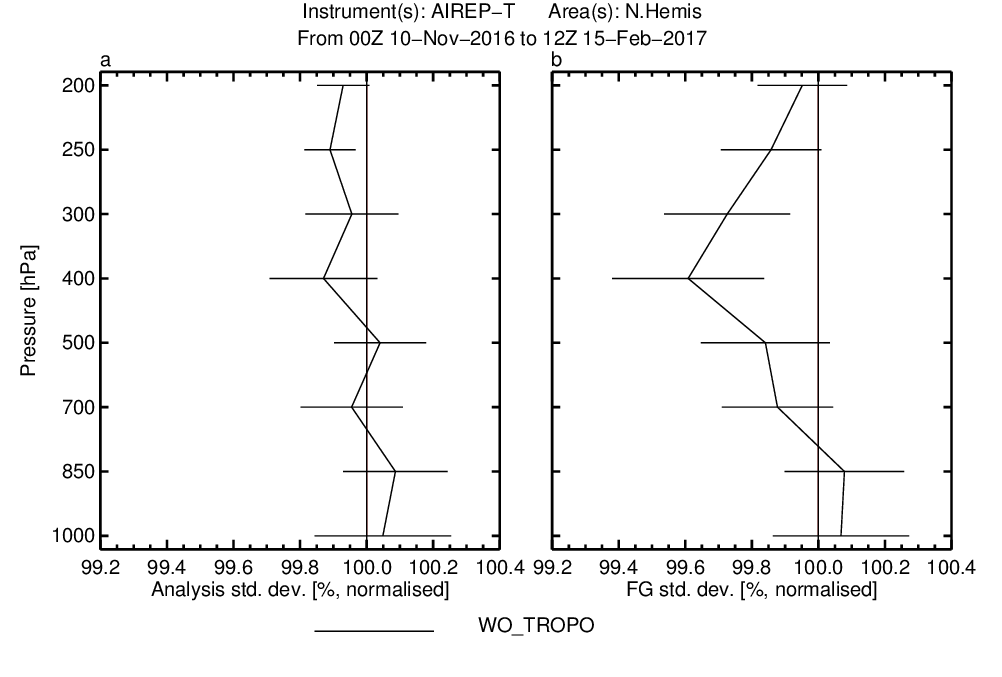 Instrument(s): AIREP−T Area(s): N.Hemis
From 00Z 10−Nov−2016 to 12Z 15−Feb−2017
a
b
Pressure [hPa]
200
250
300
400
500
700
850
1000
99.2 99.4 99.6 99.8 100.0 100.2 100.4
99.2 99.4 99.6 99.8 100.0 100.2 100.4
Analysis std. dev. [%, normalised]
FG std. dev. [%, normalised]
WO_TROPO